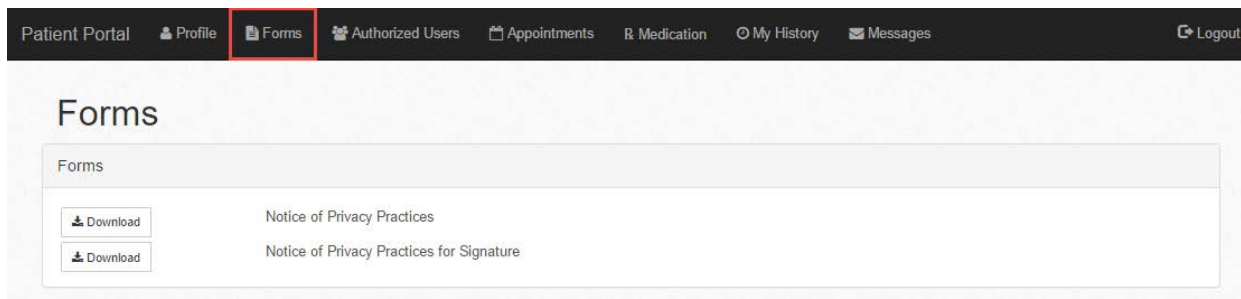 Patient Portal Profile Forms Authorized Users Appointments ℞ Medication My History Messages Logout
Forms
Forms
Download Notice of Privacy Practices
Download Notice of Privacy Practices for Signature